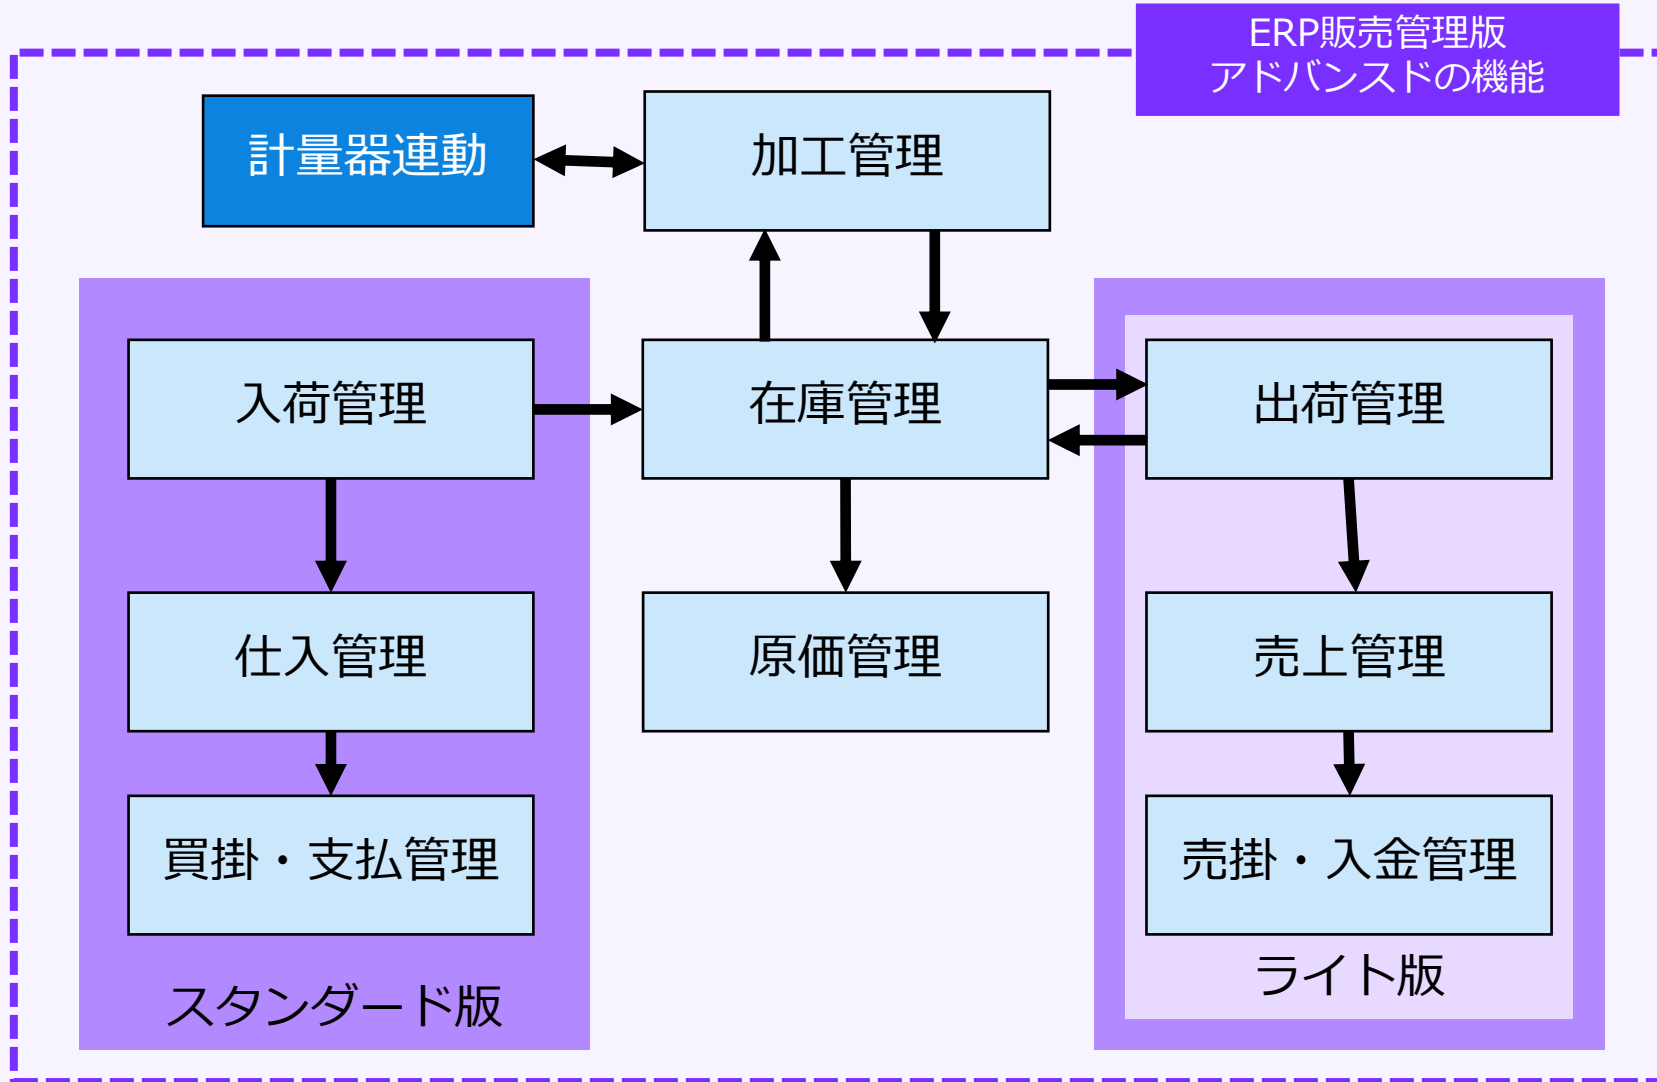 ERP販売管理版
アドバンスドの機能
計量器連動
加工管理
入荷管理
在庫管理
出荷管理
仕入管理
原価管理
売上管理
買掛・支払管理
売掛・入金管理
スタンダード版
ライト版